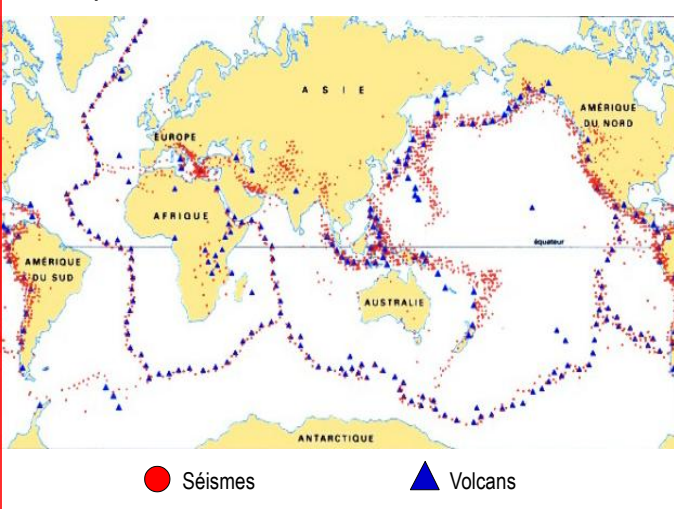 ASIE
AMÉRIQUE
DU NORD
EUROPE
AFRIQUE
équateur
AMÉRIQUE
DU SUD
AUSTRALIE
ANTARCTIQUE
Séismes
Volcans